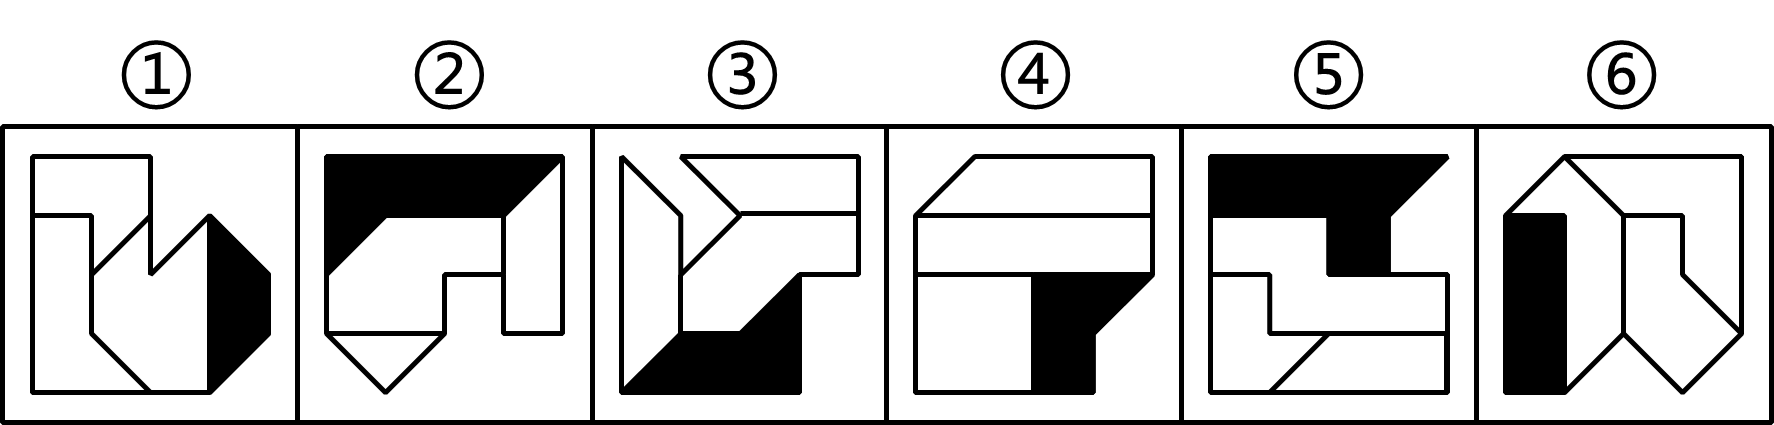 ① ② ③ ④ ⑤ ⑥